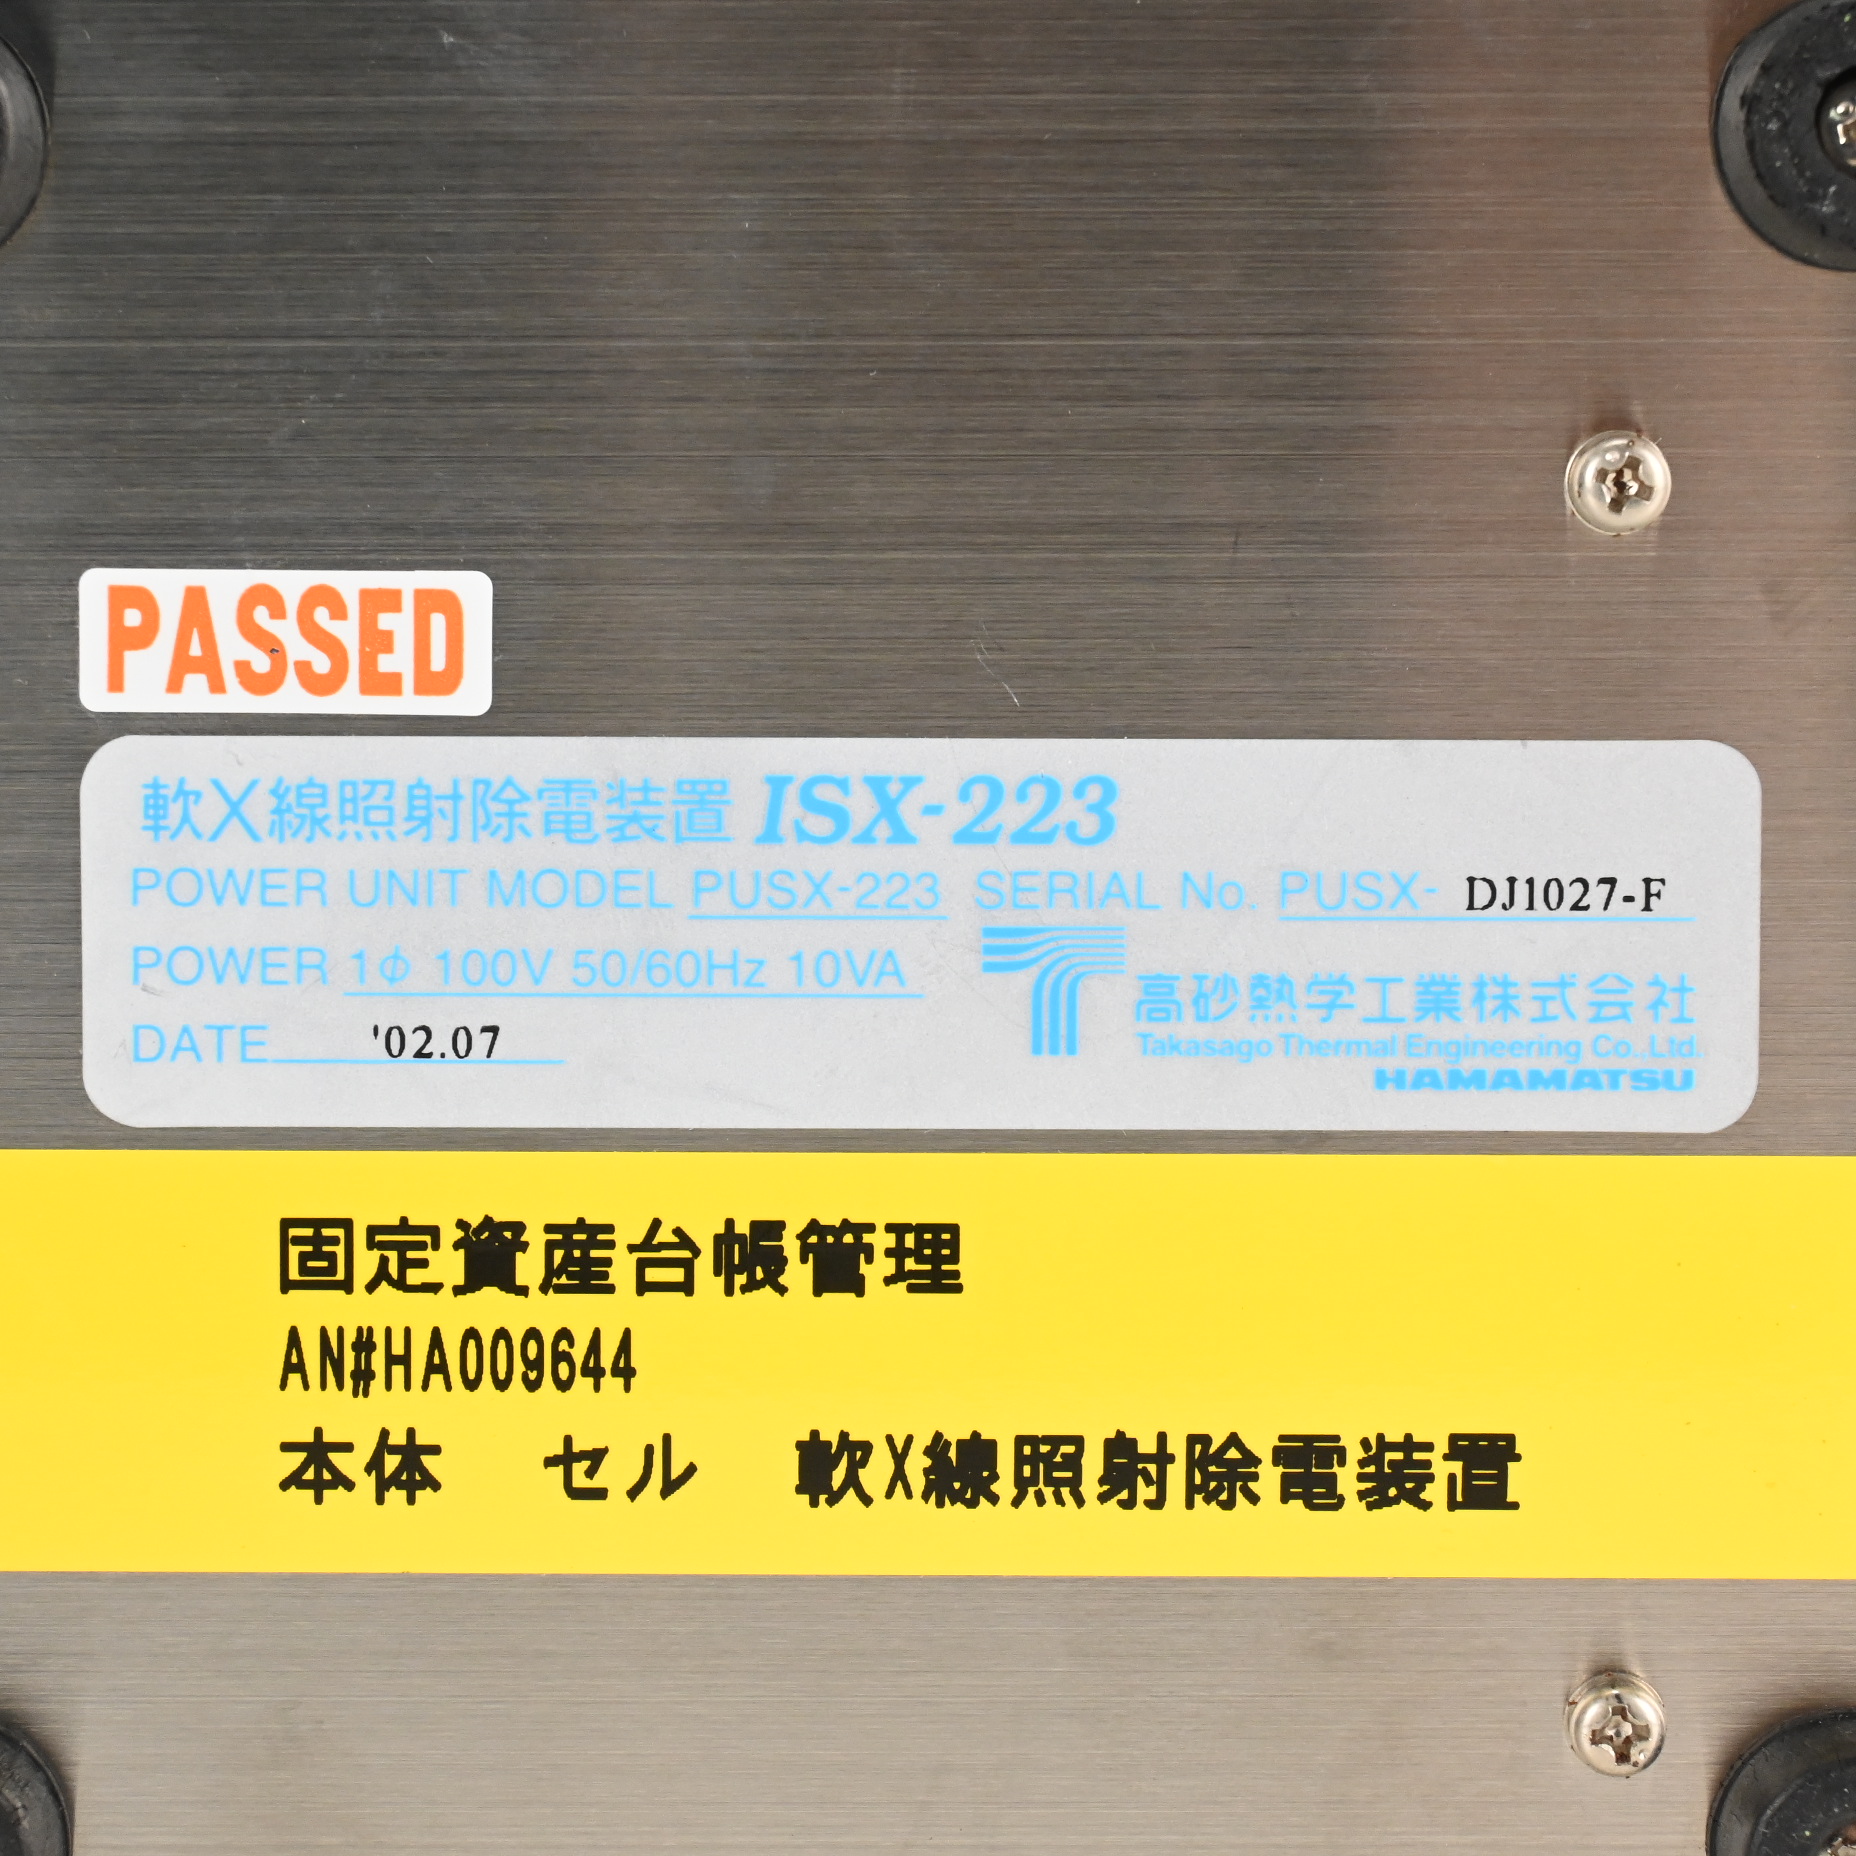 PASSED
軟X線照射除電装置 ISX-223
POWER UNIT MODEL PUSX-223 SERIAL No. PUSX- DJ1027-F
POWER 1φ 100V 50/60Hz 10VA
高砂熱学工業株式会社
DATE '02.07
Takasago Thermal Engineering Co.,Ltd.
HAMAMATSU
固定資産台帳管理
AN#HA009644
本体 セル 軟X線照射除電装置